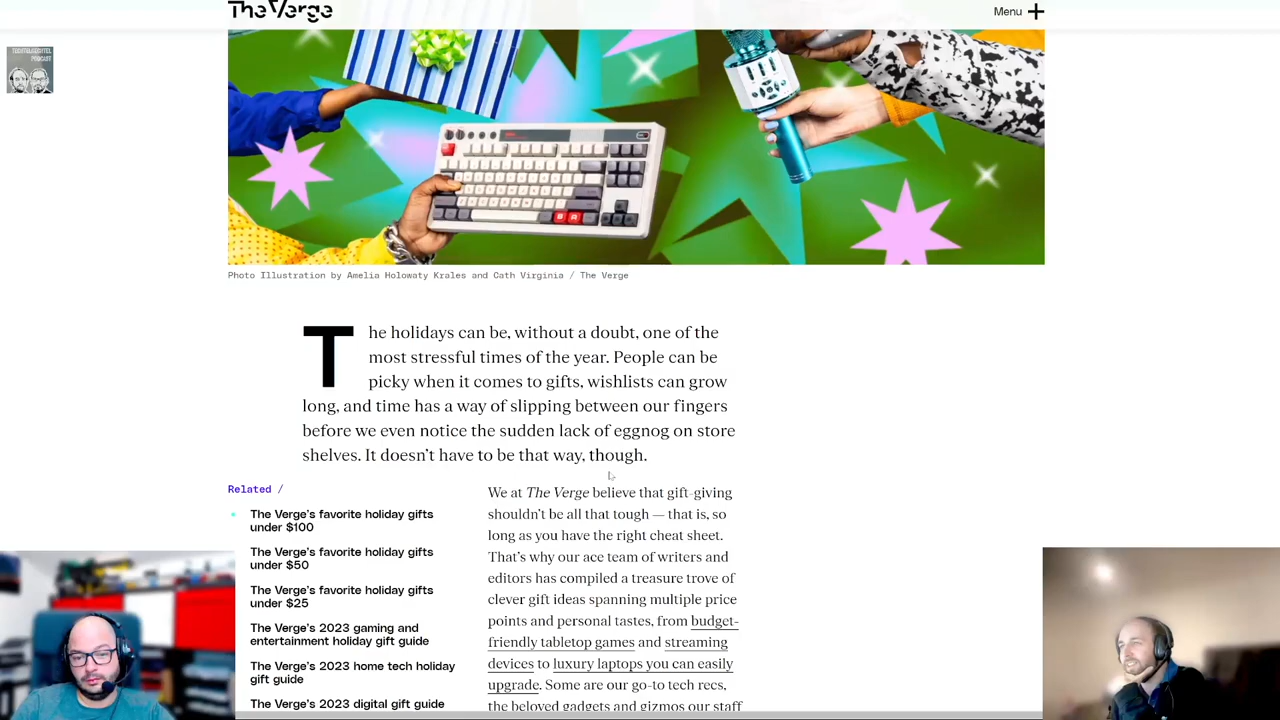 The Verge
Menu
TECHTELMECHTEL
PODCAST
Photo Illustration by Amelia Holowaty Krales and Cath Virginia / The Verge
The holidays can be, without a doubt, one of the
most stressful times of the year. People can be
picky when it comes to gifts, wishlists can grow
long, and time has a way of slipping between our fingers
before we even notice the sudden lack of eggnog on store
shelves. It doesn’t have to be that way, though.
Related /
The Verge’s favorite holiday gifts
under $100
The Verge’s favorite holiday gifts
under $50
The Verge’s favorite holiday gifts
under $25
The Verge’s 2023 gaming and
entertainment holiday gift guide
The Verge’s 2023 home tech holiday
gift guide
The Verge’s 2023 digital gift guide
We at The Verge believe that gift-giving
shouldn’t be all that tough — that is, so
long as you have the right cheat sheet.
That’s why our ace team of writers and
editors has compiled a treasure trove of
clever gift ideas spanning multiple price
points and personal tastes, from budget-
friendly tabletop games and streaming
devices to luxury laptops you can easily
upgrade. Some are our go-to tech recs,
the beloved gadgets and gizmos our staff